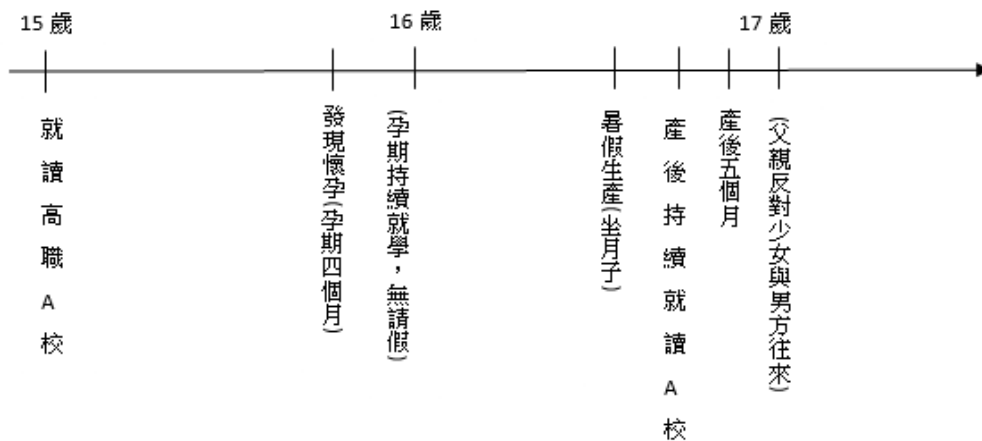 15 歲
16 歲
17 歲
就讀高職 A 校
發現懷孕(孕期四個月)
(孕期持續就學，無請假)
暑假生產(坐月子)
產後持續就讀 A 校
產後五個月
(父親反對少女與男方往來)